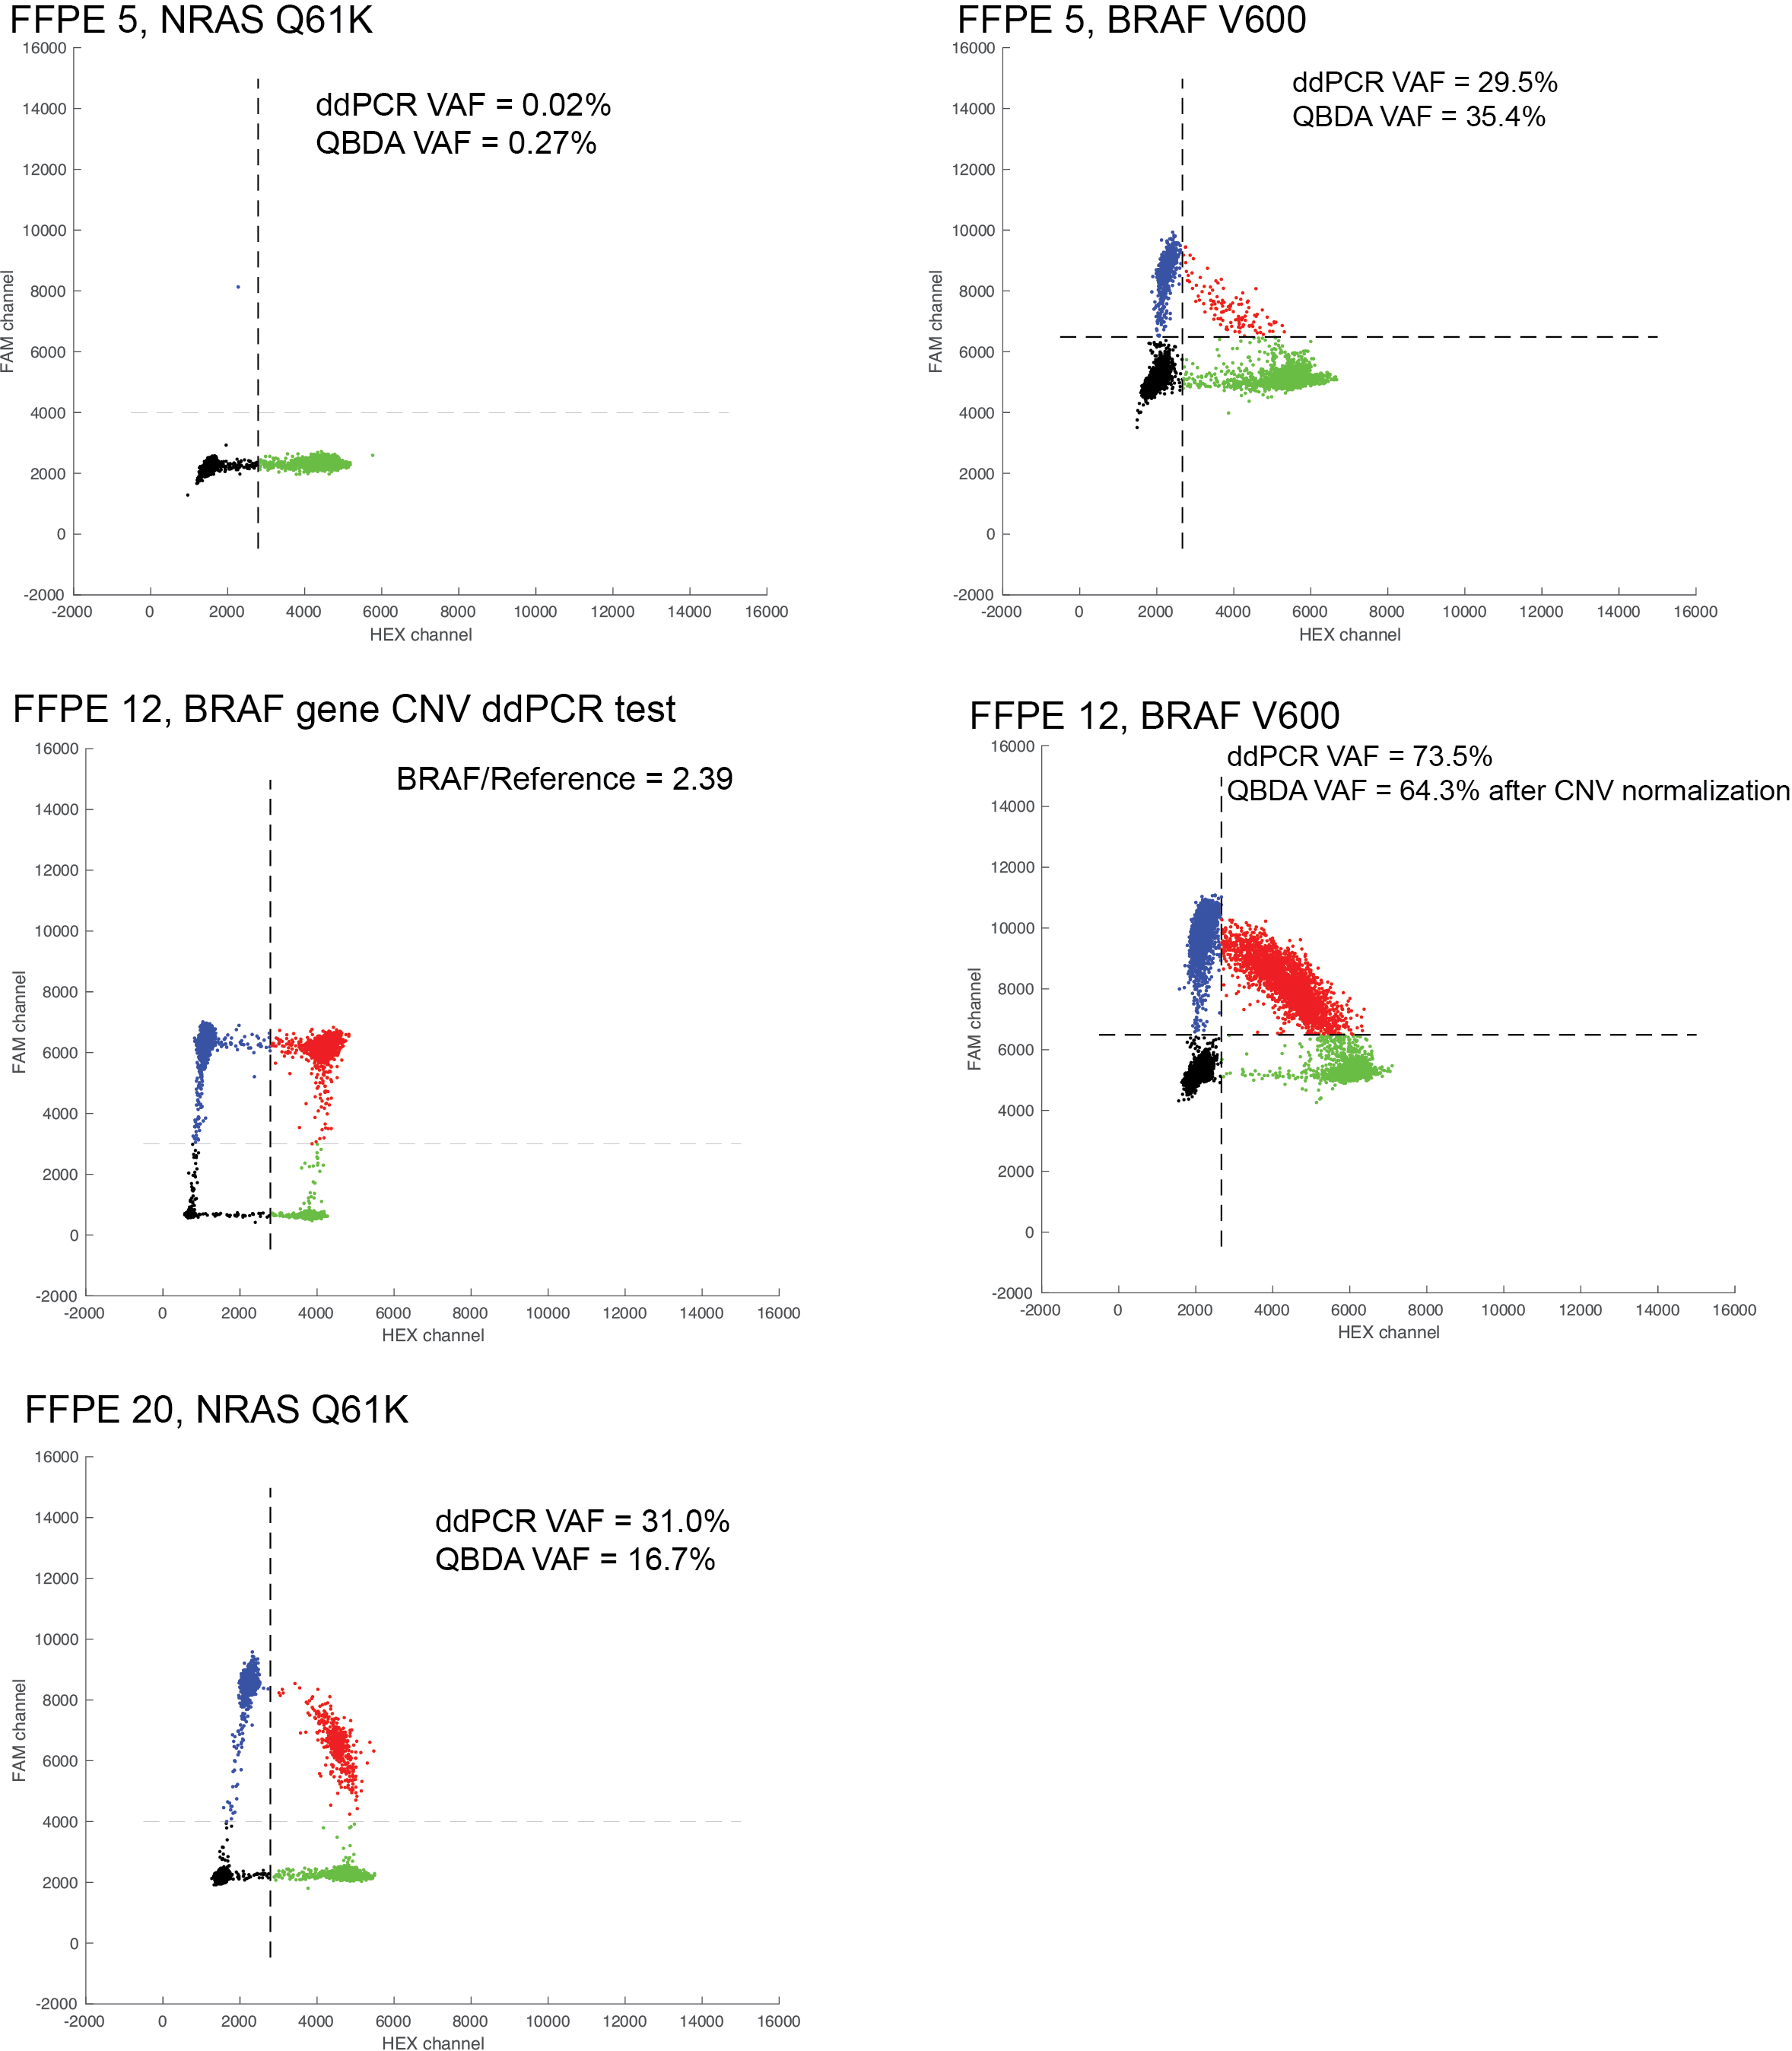 FFPE 5, NRAS Q61K
ddPCR VAF = 0.02%
QBDA VAF = 0.27%
16000
14000
12000
10000
8000
6000
4000
2000
0
-2000
FAM channel
-2000 0 2000 4000 6000 8000 10000 12000 14000 16000
HEX channel
FFPE 5, BRAF V600
ddPCR VAF = 29.5%
QBDA VAF = 35.4%
16000
14000
12000
10000
8000
6000
4000
2000
0
-2000
FAM channel
-2000 0 2000 4000 6000 8000 10000 12000 14000 16000
HEX channel
FFPE 12, BRAF gene CNV ddPCR test
BRAF/Reference = 2.39
16000
14000
12000
10000
8000
6000
4000
2000
0
-2000
FAM channel
-2000 0 2000 4000 6000 8000 10000 12000 14000 16000
HEX channel
FFPE 12, BRAF V600
ddPCR VAF = 73.5%
QBDA VAF = 64.3% after CNV normalization
16000
14000
12000
10000
8000
6000
4000
2000
0
-2000
FAM channel
-2000 0 2000 4000 6000 8000 10000 12000 14000 16000
HEX channel
FFPE 20, NRAS Q61K
ddPCR VAF = 31.0%
QBDA VAF = 16.7%
16000
14000
12000
10000
8000
6000
4000
2000
0
-2000
FAM channel
-2000 0 2000 4000 6000 8000 10000 12000 14000 16000
HEX channel